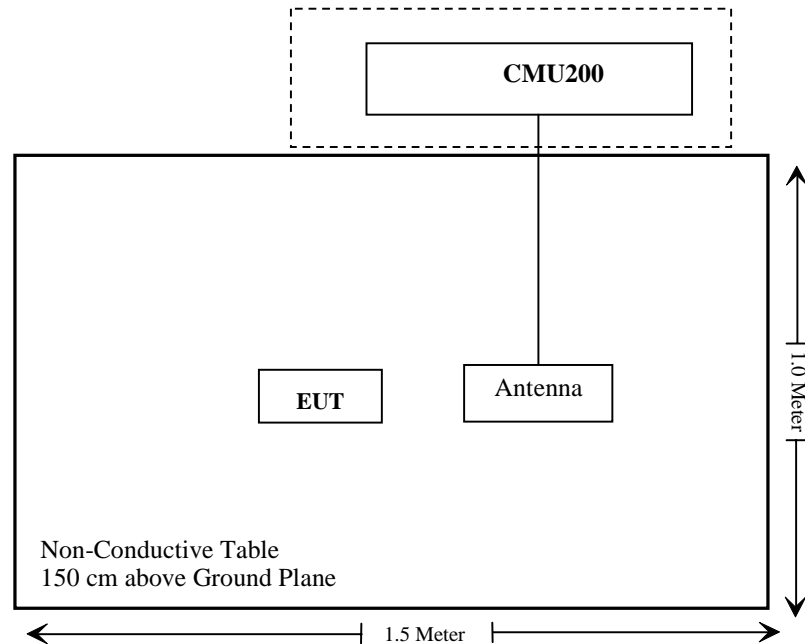 CMU200
EUT
Antenna
1.0 Meter
Non-Conductive Table
150 cm above Ground Plane
1.5 Meter